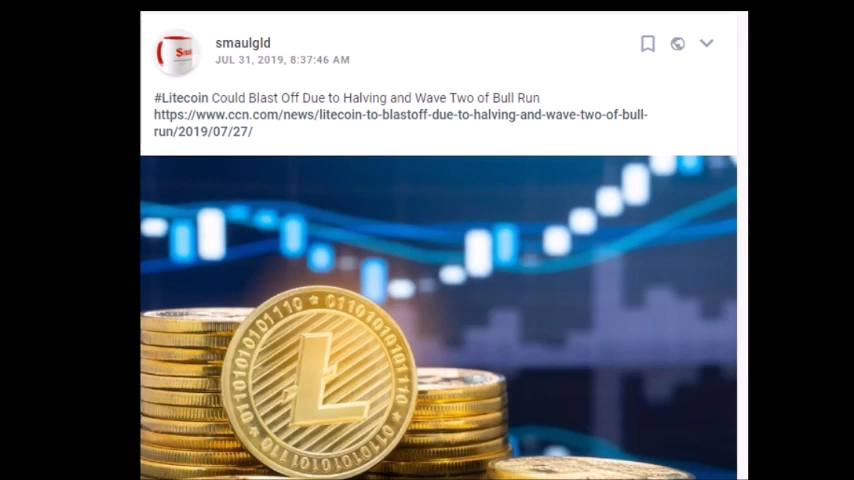 smaulgld
JUL 31, 2019, 8:37:46 AM
#Litecoin Could Blast Off Due to Halving and Wave Two of Bull Run
https://www.ccn.com/news/litecoin-to-blastoff-due-to-halving-and-wave-two-of-bull-
run/2019/07/27/